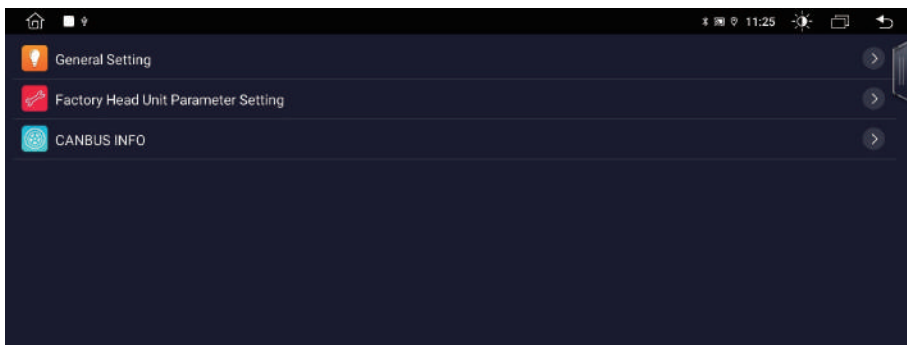 11:25
General Setting
Factory Head Unit Parameter Setting
CANBUS INFO